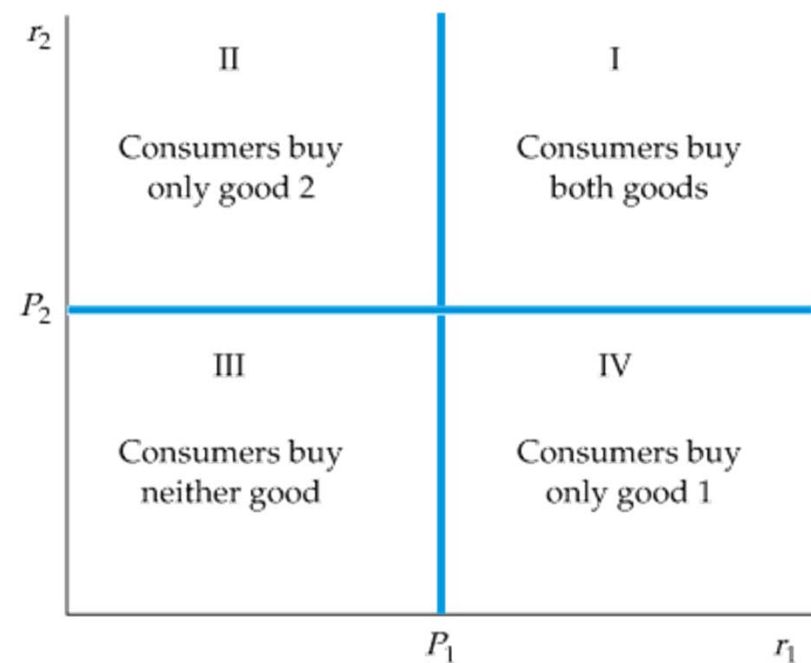 r₂
II
I
Consumers buy
only good 2
Consumers buy
both goods
P₂
III
IV
Consumers buy
neither good
Consumers buy
only good 1
P₁
r₁